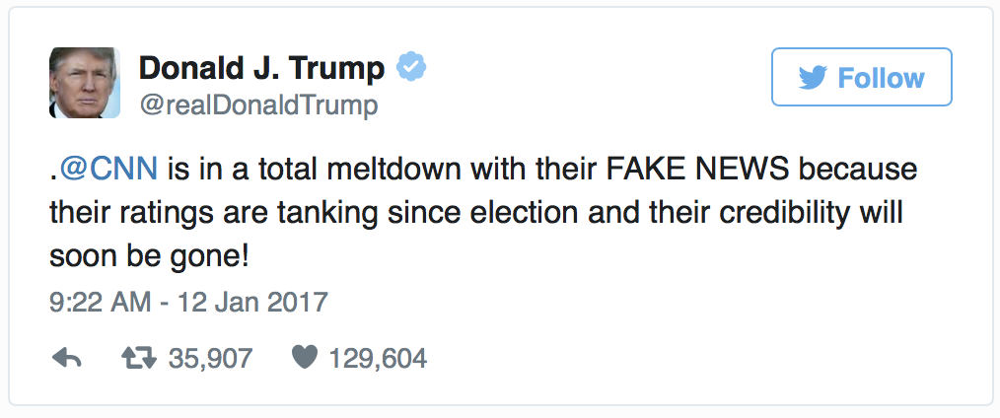 Donald J. Trump
Follow
@realDonaldTrump
.@CNN is in a total meltdown with their FAKE NEWS because
their ratings are tanking since election and their credibility will
soon be gone!
9:22 AM - 12 Jan 2017
35,907 129,604